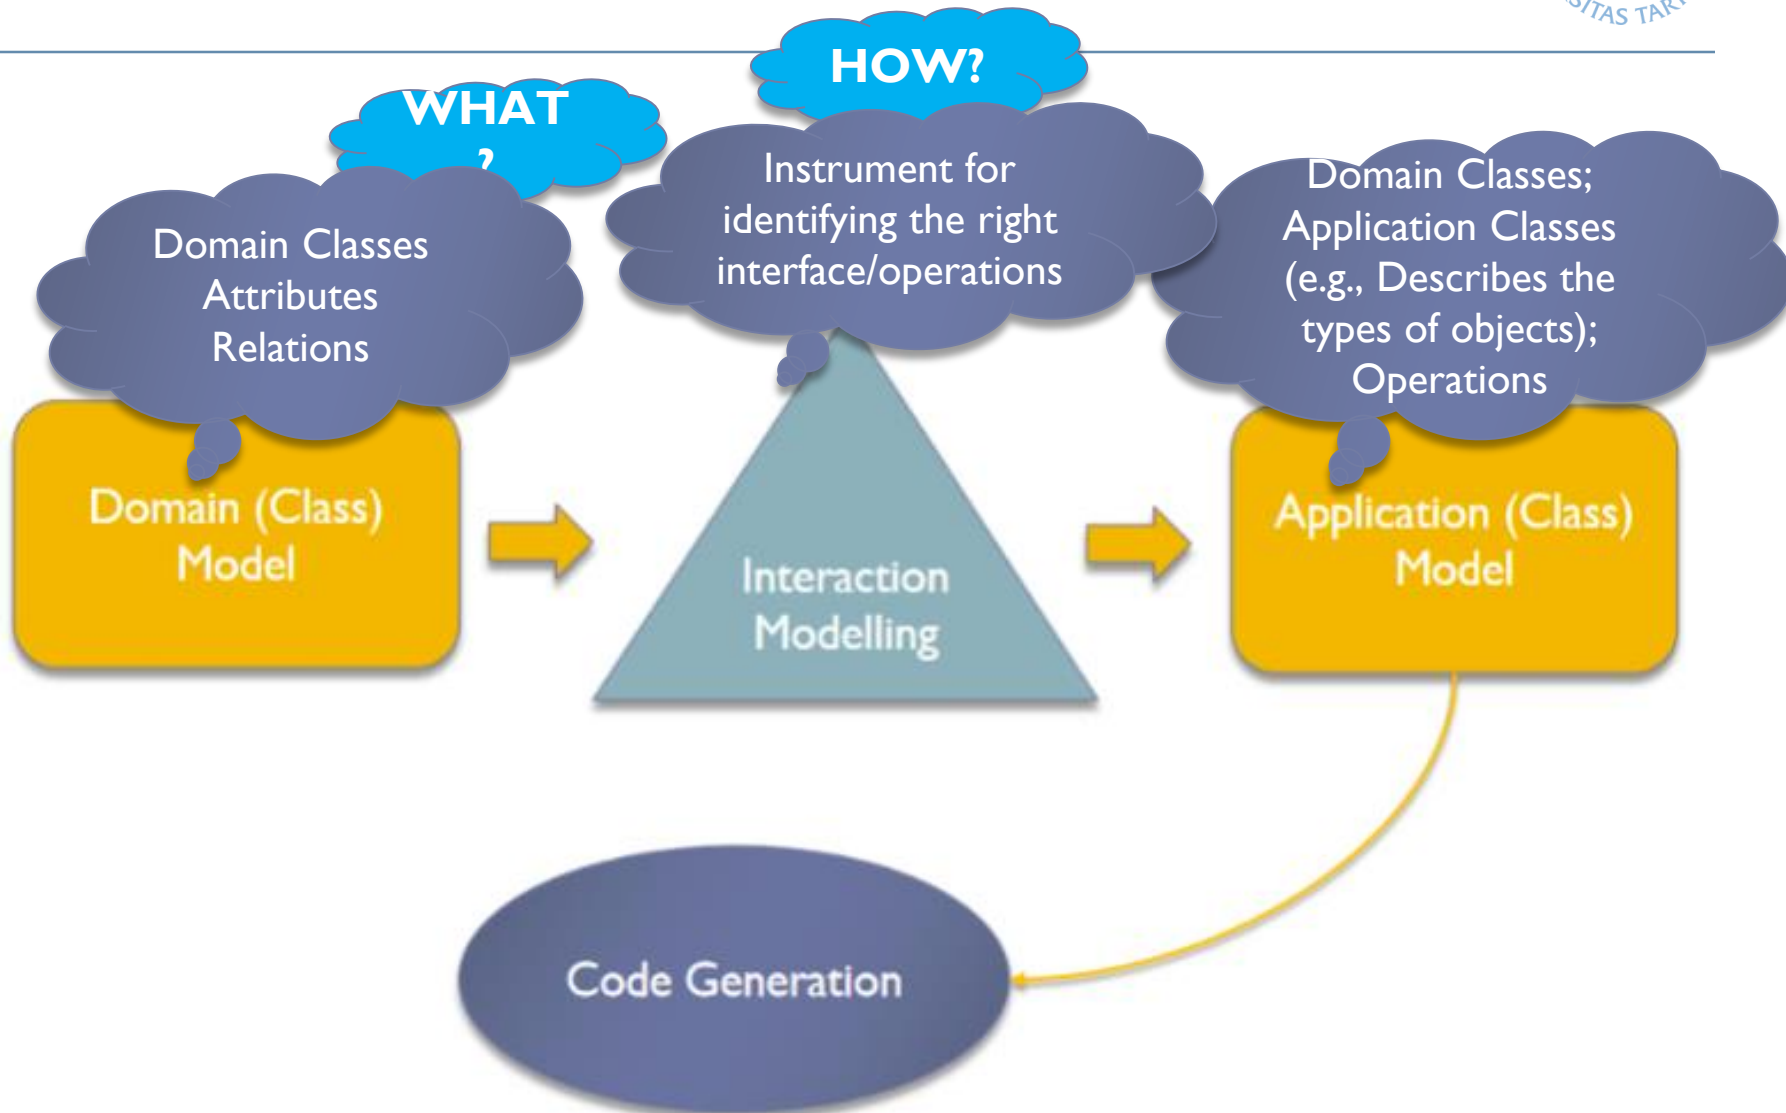 HOW?
WHAT
?
Domain Classes
Attributes
Relations
Instrument for
identifying the right
interface/operations
Domain Classes;
Application Classes
(e.g., Describes the
types of objects);
Operations
Domain (Class)
Model
Interaction
Modelling
Application (Class)
Model
Code Generation